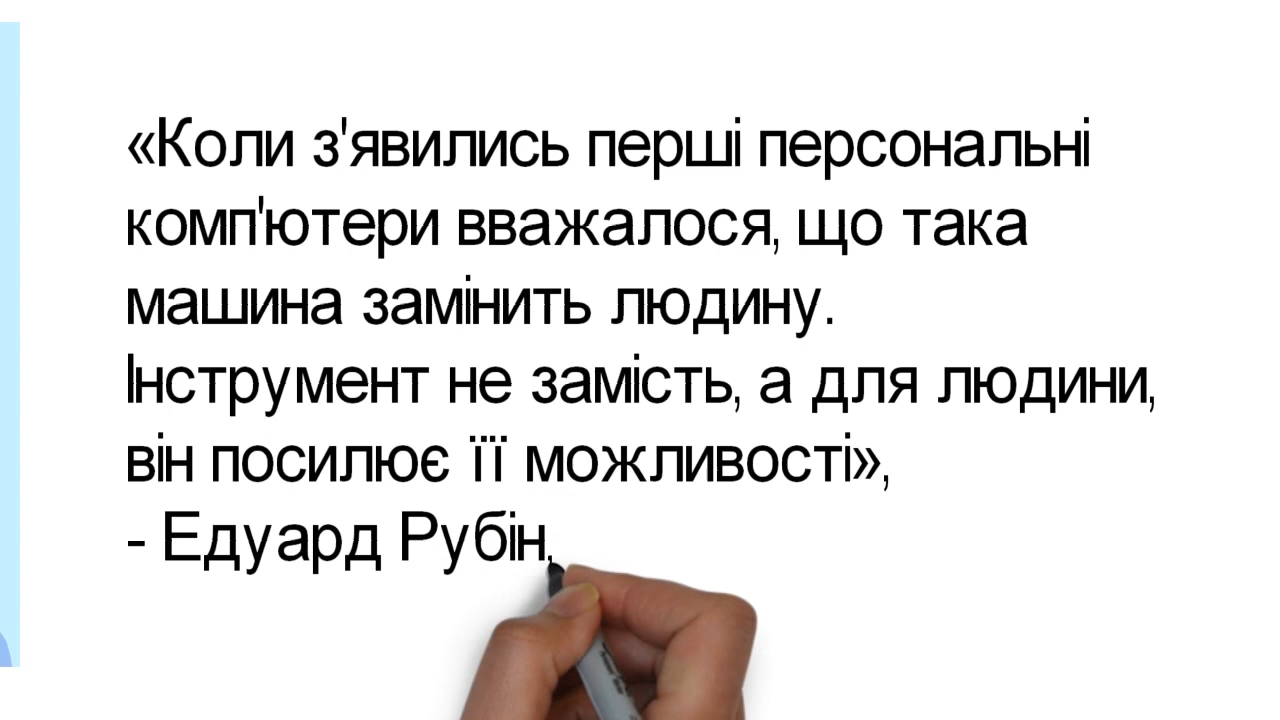 «Коли з'явились перші персональні
комп'ютери вважалося, що така
машина замінить людину.
Інструмент не замість, а для людини,
він посилює її можливості»,
- Едуард Рубін,